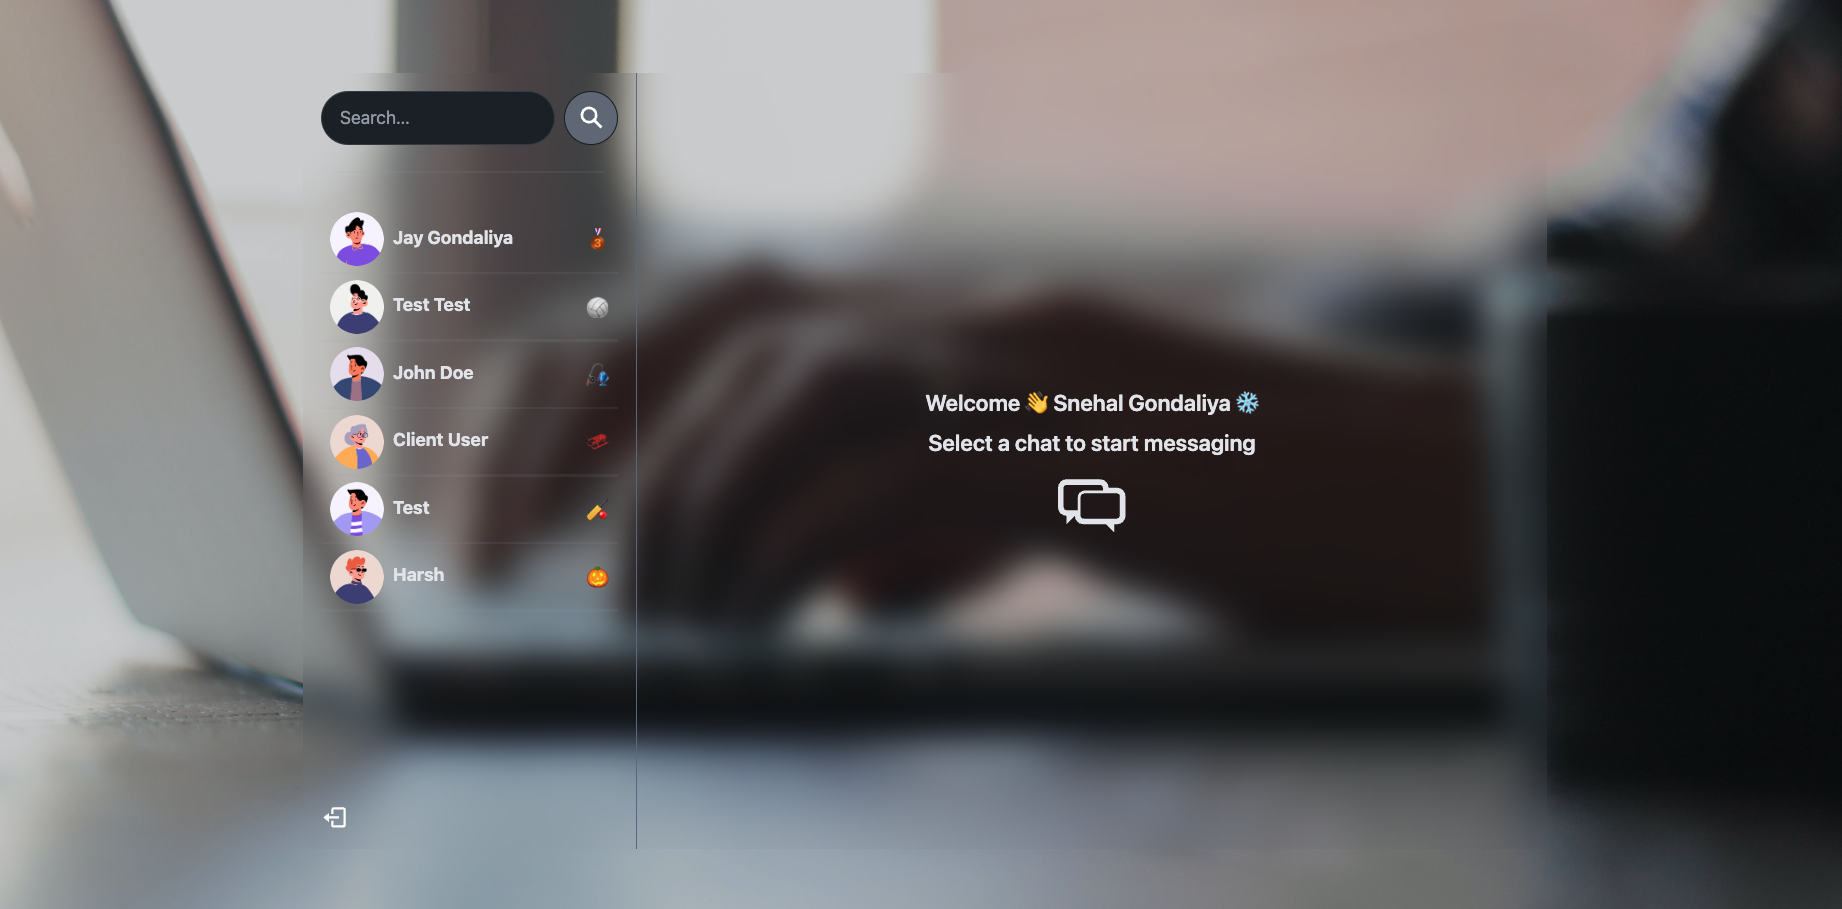 Search...
Jay Gondaliya
Test Test
John Doe
Client User
Test
Harsh
Welcome 👋 Snehal Gondaliya ❄️
Select a chat to start messaging